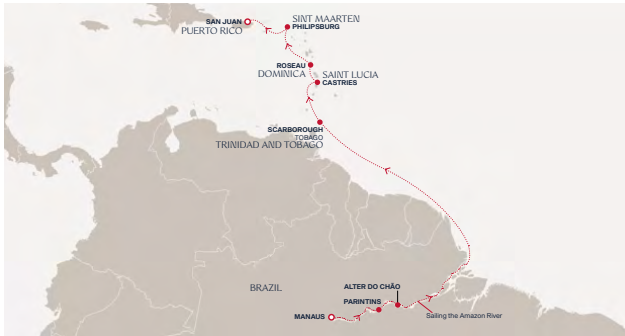 SAN JUAN
PUERTO RICO
SINT MAARTEN
PHILIPSBURG
ROSEAU
DOMINICA
SAINT LUCIA
CASTRIES
SCARBOROUGH
TOBAGO
TRINIDAD AND TOBAGO
BRAZIL
ALTER DO CHÃO
PARINTINS
MANAUS
Sailing the Amazon River